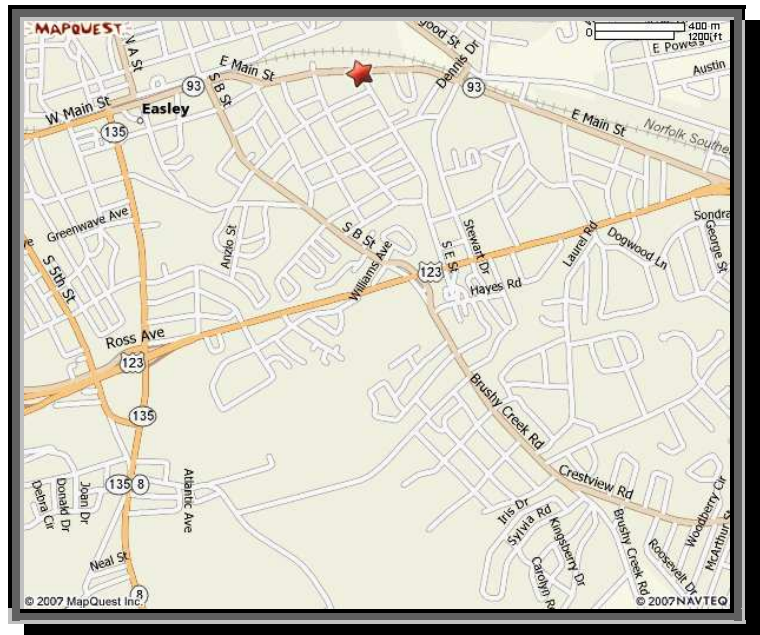 MAPQUEST
N A St
good St
400 m
0
1200 ft
E Powers
Austin
E Main St
Dennis Dr
93
S B St
93
W Main St
Easley
135
E Main St
Norfolk Southe
Greenwave Ave
Anzio St
S B St
Stewart Dr
S E St
Laurel Rd
Dogwood Ln
Sondra
George St
S 5th St
Williams Ave
123
Hayes Rd
Ross Ave
123
135
Brushy Creek Rd
Crestview Rd
135
8
Atlantic Ave
Joan Dr
Donald Dr
Debra Cir
Iris Dr
Sylvia Rd
Kingsberry Dr
Carolyn R
Brushy Creek Rd
Roosevelt Dr
Woodberry Cir
McArthur S
Neal St
8
© 2007 MapQuest Inc.
© 2007 NAVTEQ